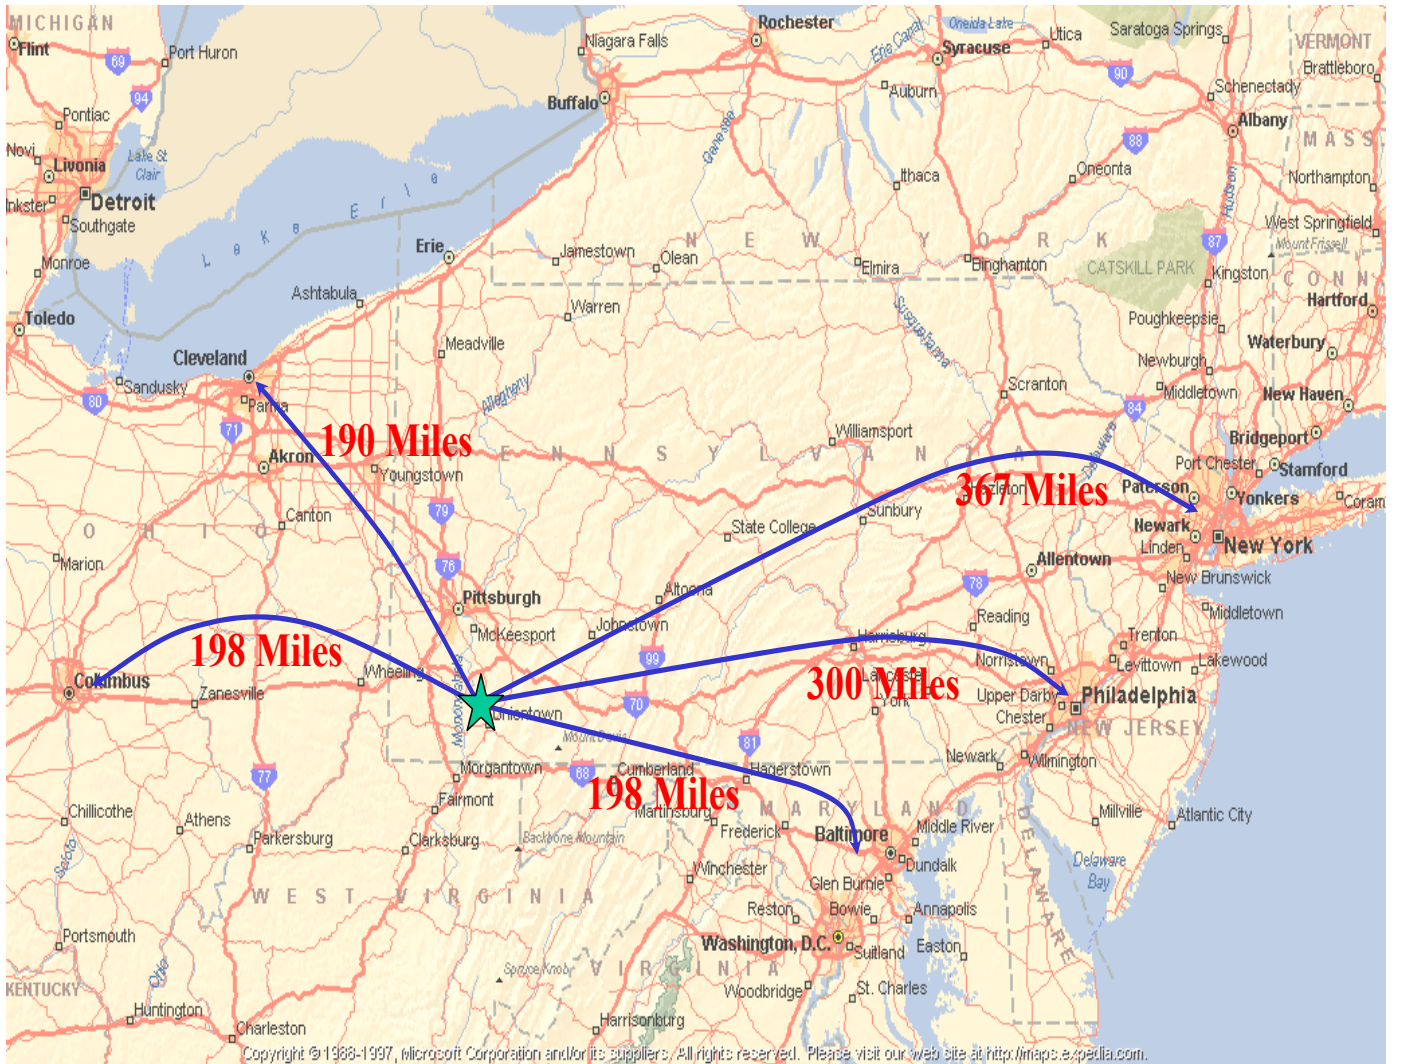 MICHIGAN
Flint
Port Huron
69
94
Pontiac
Novi
Livonia
Lake St
Clair
Detroit
nkster
Southgate
Monroe
Toledo
Lake Erie
Niagara Falls
Buffalo
Rochester
Erie Canal
Oneida Lake
Syracuse
Utica
Saratoga Springs
VERMONT
Brattleboro
90
Schenectady
Auburn
Albany
Genesee
88
MASS.
Ithaca
Oneonta
Northampton
Hudson
West Springfield
Mount Frissell
87
NEW YORK
Erie
Jamestown
Olean
Elmira
Binghamton
CATSKILL PARK
Kingston
CONN
Hartford
Ashtabula
Warren
Susquehanna
Poughkeepsie
Waterbury
Cleveland
Meadville
Newburgh
Sandusky
Allegheny
Scranton
Middletown
New Haven
80
Parma
84
71
190 Miles
Williamsport
Delaware
Bridgeport
Akron
Youngstown
PENNSYLVANIA
Port Chester
Stamford
367 Miles
Hazleton
Paterson
Yonkers
Coram
79
Canton
State College
Sunbury
Newark
New York
OHIO
Linden
Marion
76
Allentown
78
New Brunswick
Pittsburgh
Altoona
Reading
Middletown
McKeesport
Johnstown
Harrisburg
Trenton
198 Miles
99
Norristown
Levittown
Lakewood
Wheeling
Monongahela
Lancaster
300 Miles
Columbus
Zanesville
70
York
Upper Darby
Philadelphia
Uniontown
Chester
NEW JERSEY
Mount Davis
81
Newark
Wilmington
77
Morgantown
68
Cumberland
Hagerstown
198 Miles
Fairmont
Martinsburg
MARYLAND
DELAWARE
Millville
Atlantic City
Chillicothe
Athens
Parkersburg
Clarksburg
Backbone Mountain
Frederick
Baltimore
Middle River
Scioto
Dundalk
Delaware
Bay
Winchester
Glen Burnie
WEST VIRGINIA
Reston
Bowie
Annapolis
Portsmouth
Washington, D.C.
Suitland
Easton
Ohio
Spruce Knob
VIRGINIA
KENTUCKY
Woodbridge
St. Charles
Huntington
Charleston
Harrisonburg
Copyright © 1988-1997, Microsoft Corporation and/or its suppliers. All rights reserved. Please visit our web site at http://maps.expedia.com.